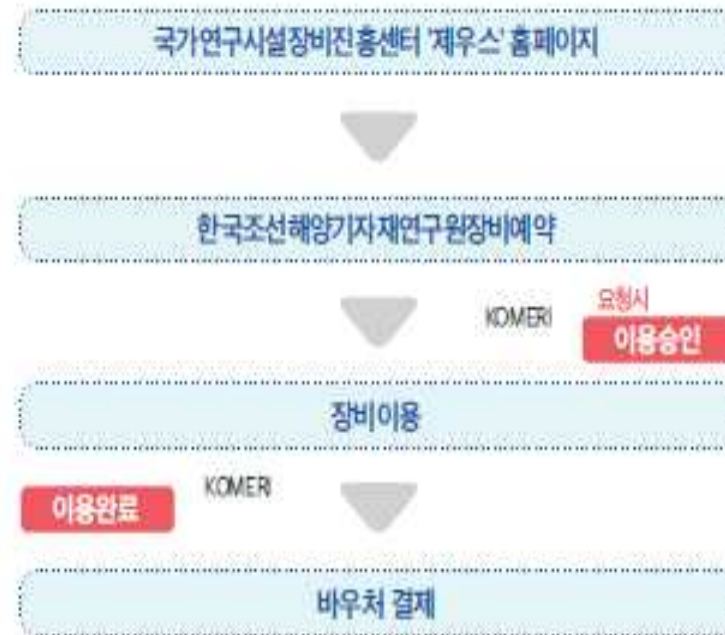 국가연구시설장비진흥센터 '제우스' 홈페이지
한국조선해양기자재연구원장비예약
요청시
KOMERI
이용승인
장비이용
KOMERI
이용완료
바우처 결제